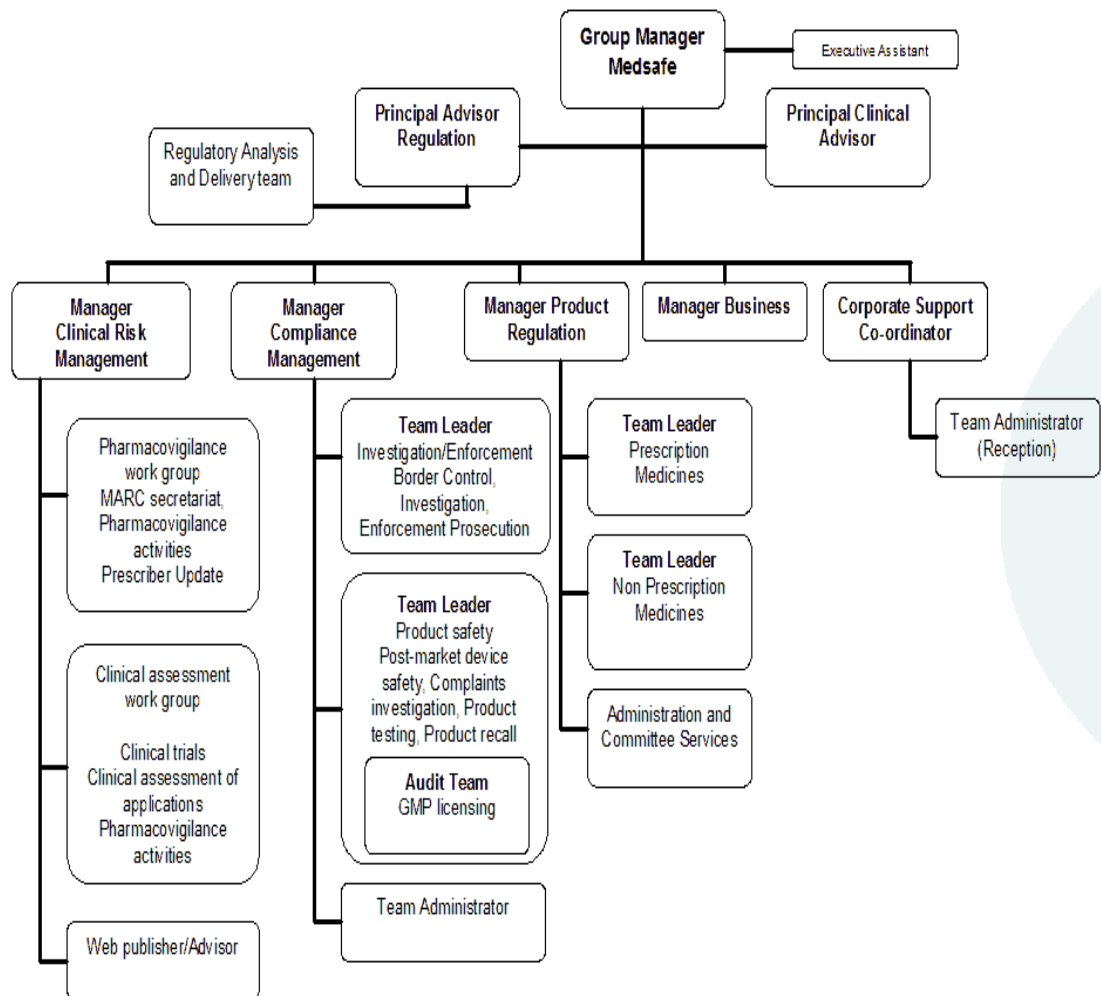 Group Manager
Medsafe
Executive Assistant
Principal Advisor
Regulation
Principal Clinical
Advisor
Regulatory Analysis
and Delivery team
Manager
Clinical Risk
Management
Manager
Compliance
Management
Manager Product
Regulation
Manager Business
Corporate Support
Co-ordinator
Pharmacovigilance
work group
MARC secretariat,
Pharmacovigilance
activities
Prescriber Update
Clinical assessment
work group
Clinical trials
Clinical assessment of
applications
Pharmacovigilance
activities
Web publisher/Advisor
Team Leader
Investigation/Enforcement
Border Control,
Investigation,
Enforcement Prosecution
Team Leader
Product safety
Post-market device
safety, Complaints
investigation, Product
testing, Product recall
Audit Team
GMP licensing
Team Administrator
Team Leader
Prescription
Medicines
Team Leader
Non Prescription
Medicines
Administration and
Committee Services
Team Administrator
(Reception)